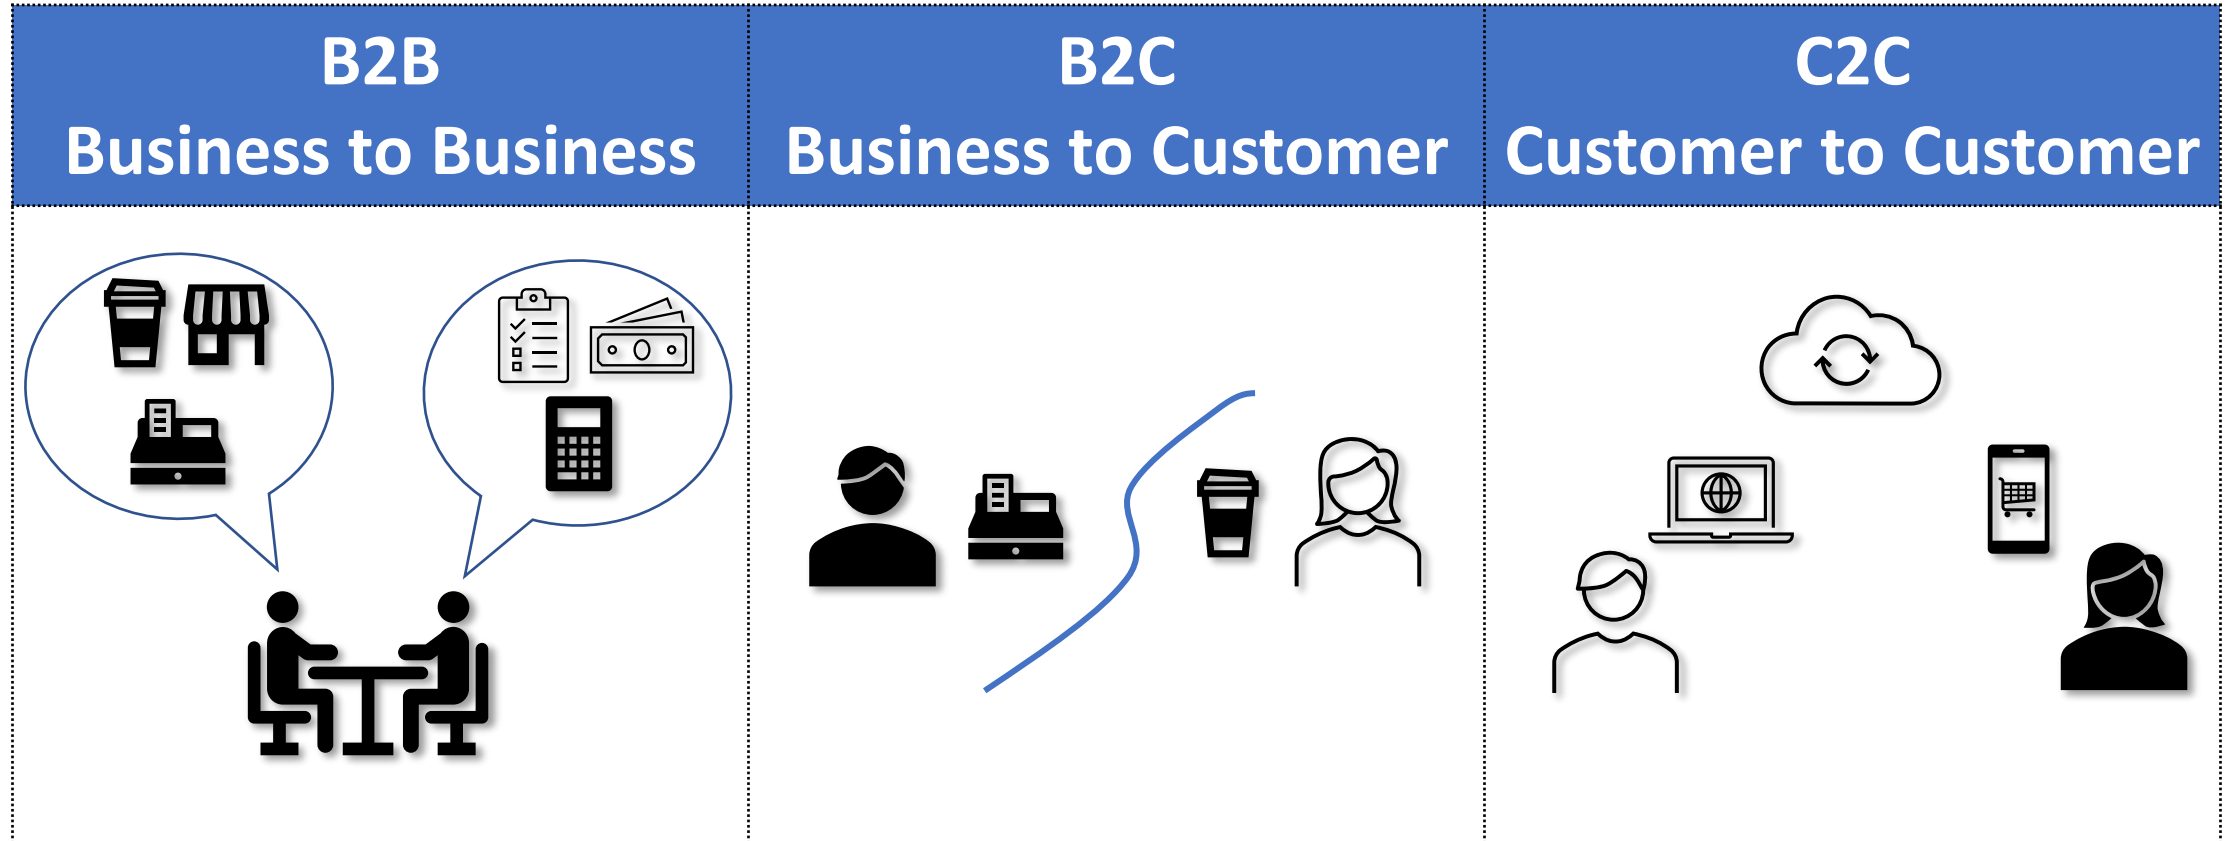 B2B
Business to Business
B2C
Business to Customer
C2C
Customer to Customer